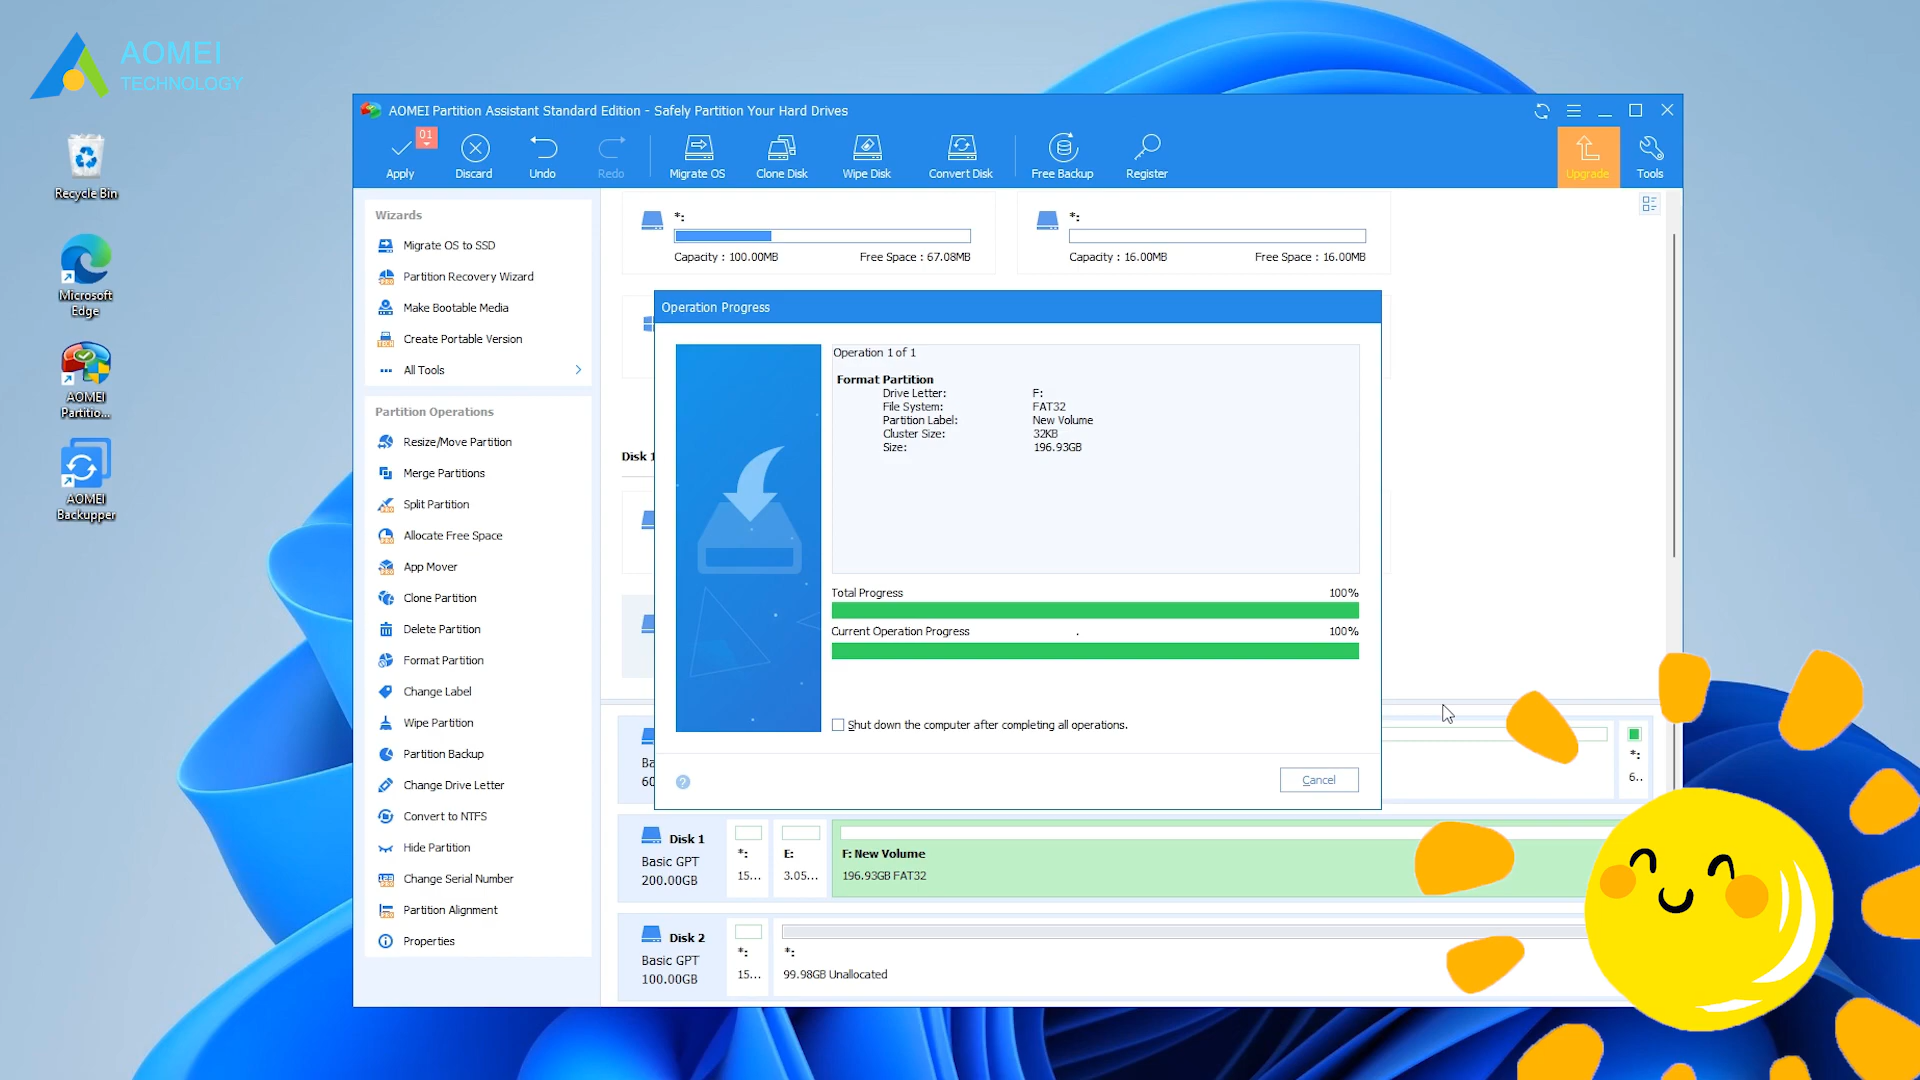 AOMEI
TECHNOLOGY
Recycle Bin
Microsoft
Edge
AOMEI
Partitio...
AOMEI
Backupper
AOMEI Partition Assistant Standard Edition - Safely Partition Your Hard Drives
01
Apply
Discard
Undo
Redo
Migrate OS
Clone Disk
Wipe Disk
Convert Disk
Free Backup
Register
Upgrade
Tools
Wizards
Migrate OS to SSD
Partition Recovery Wizard
Make Bootable Media
Create Portable Version
All Tools
Partition Operations
Resize/Move Partition
Merge Partitions
Split Partition
Allocate Free Space
App Mover
Clone Partition
Delete Partition
Format Partition
Change Label
Wipe Partition
Partition Backup
Change Drive Letter
Convert to NTFS
Hide Partition
Change Serial Number
Partition Alignment
Properties
*:
Capacity : 100.00MB Free Space : 67.08MB
*:
Capacity : 16.00MB Free Space : 16.00MB
Disk 1
Operation Progress
Operation 1 of 1
Format Partition
Drive Letter: F:
File System: FAT32
Partition Label: New Volume
Cluster Size: 32KB
Size: 196.93GB
Total Progress 100%
Current Operation Progress . 100%
Shut down the computer after completing all operations.
?
Cancel
Ba
60
*:
6..
Disk 1
Basic GPT
200.00GB
*:
15...
E:
3.05...
F: New Volume
196.93GB FAT32
Disk 2
Basic GPT
100.00GB
*:
15...
*:
99.98GB Unallocated